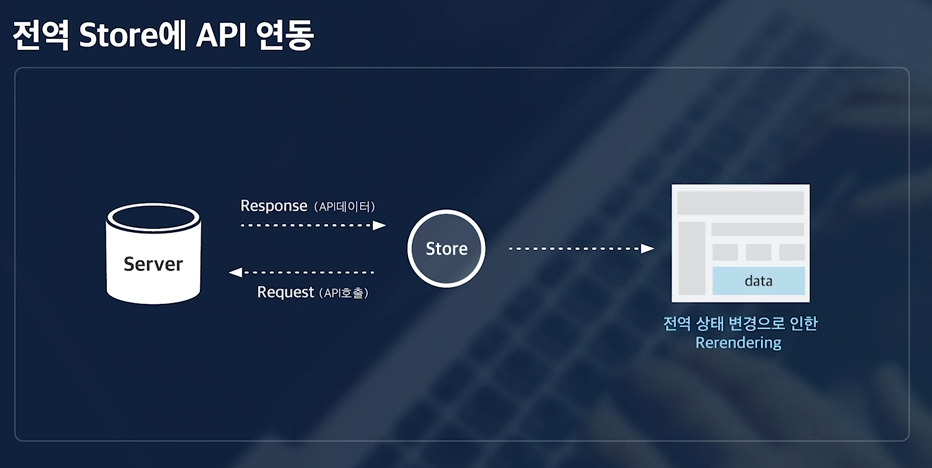 전역 Store에 API 연동
Response (API데이터)
Server
Store
Request (API호출)
data
전역 상태 변경으로 인한
Rerendering